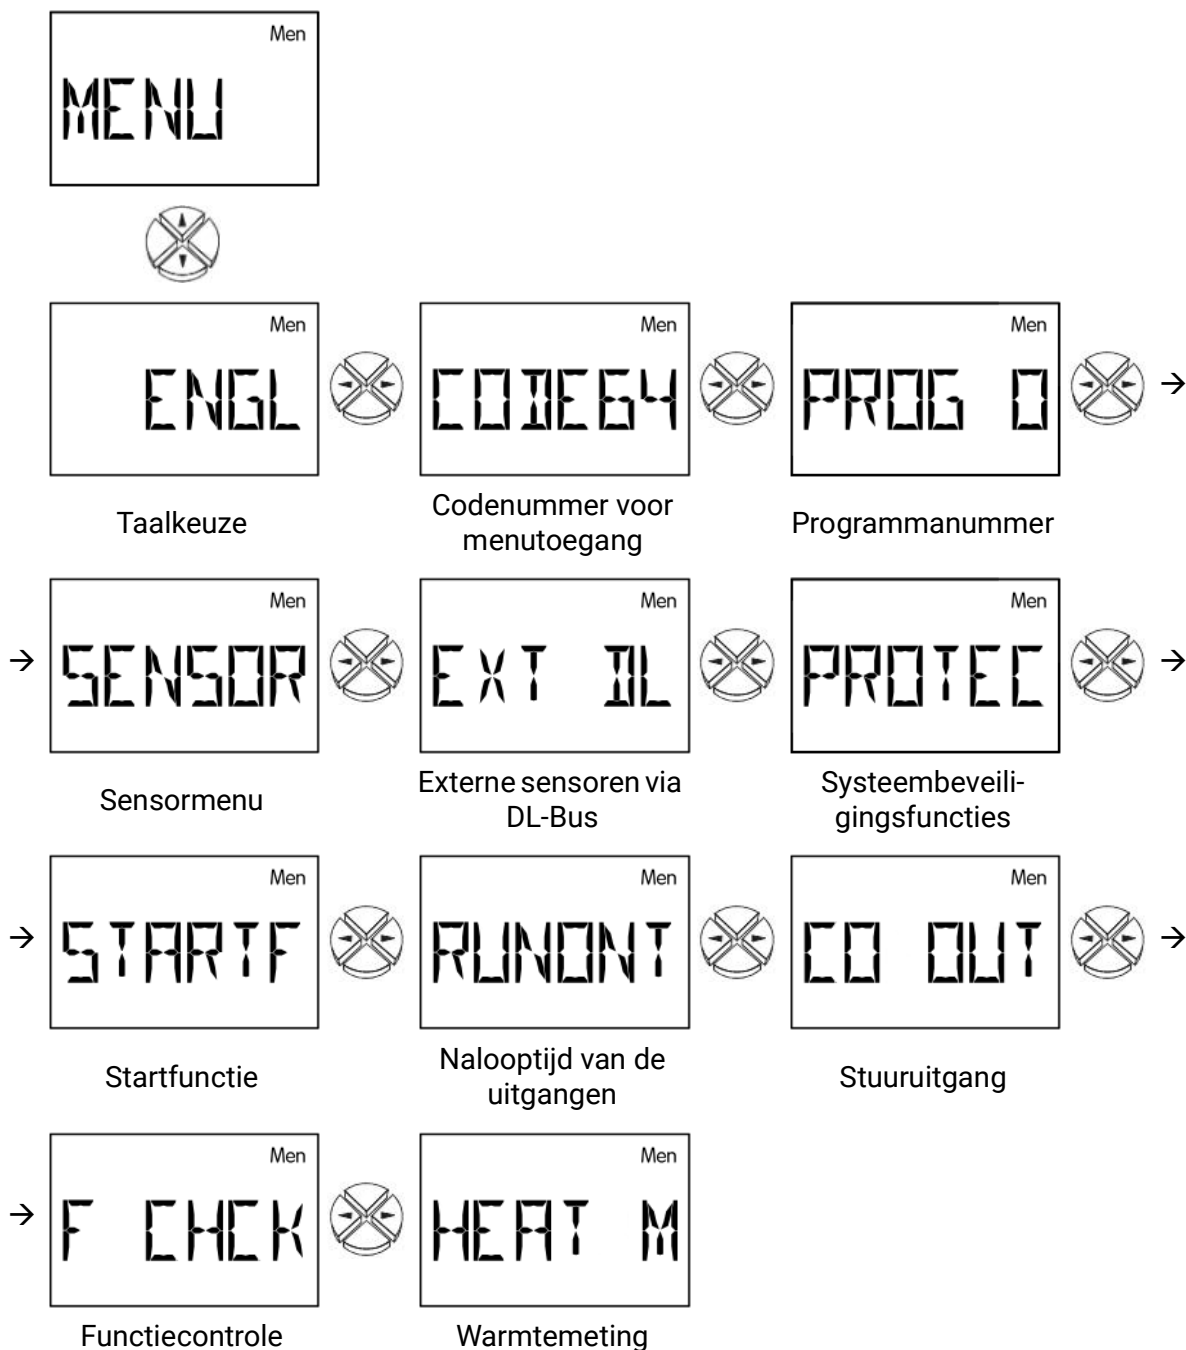 Men
MENU
Men
ENGL
Men
CODE64
Men
PROG 0
→
Taalkeuze
Codenummer voor
menutoegang
Programmanummer
→
Men
SENSOR
Men
EXT DL
Men
PROTEC
→
Sensormenu
Externe sensoren via
DL-Bus
Systeembeveili-
gingsfuncties
→
Men
STARTF
Men
RUNONT
Men
CO OUT
→
Startfunctie
Nalooptijd van de
uitgangen
Stuuruitgang
→
Men
F CHCK
Men
HEAT M
Functiecontrole
Warmtemeting